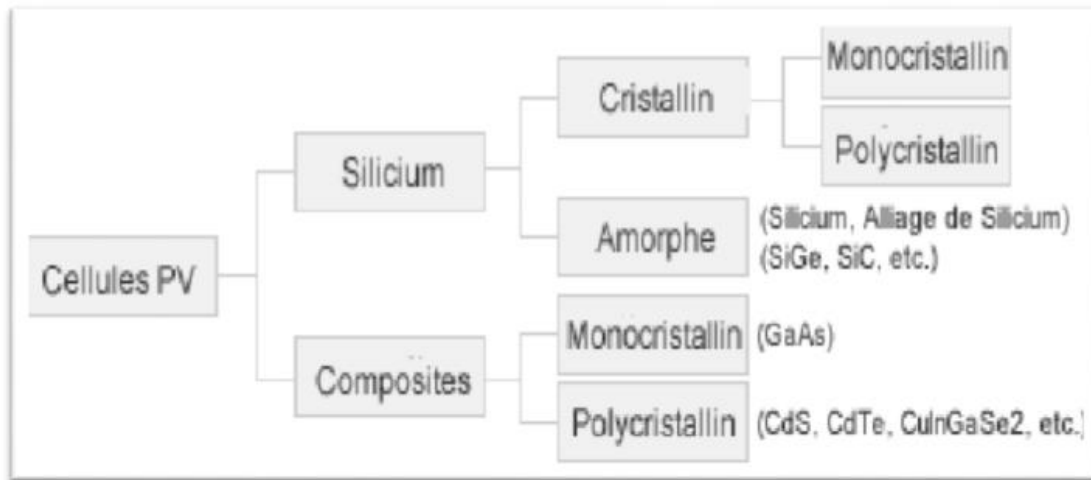 Monocristallin
Cristallin
Polycristallin
Silicium
Amorphe
(Silicium, Alliage de Silicium)
(SiGe, SiC, etc.)
Cellules PV
Monocristallin (GaAs)
Composites
Polycristallin (CdS, CdTe, CuInGaSe2, etc.)